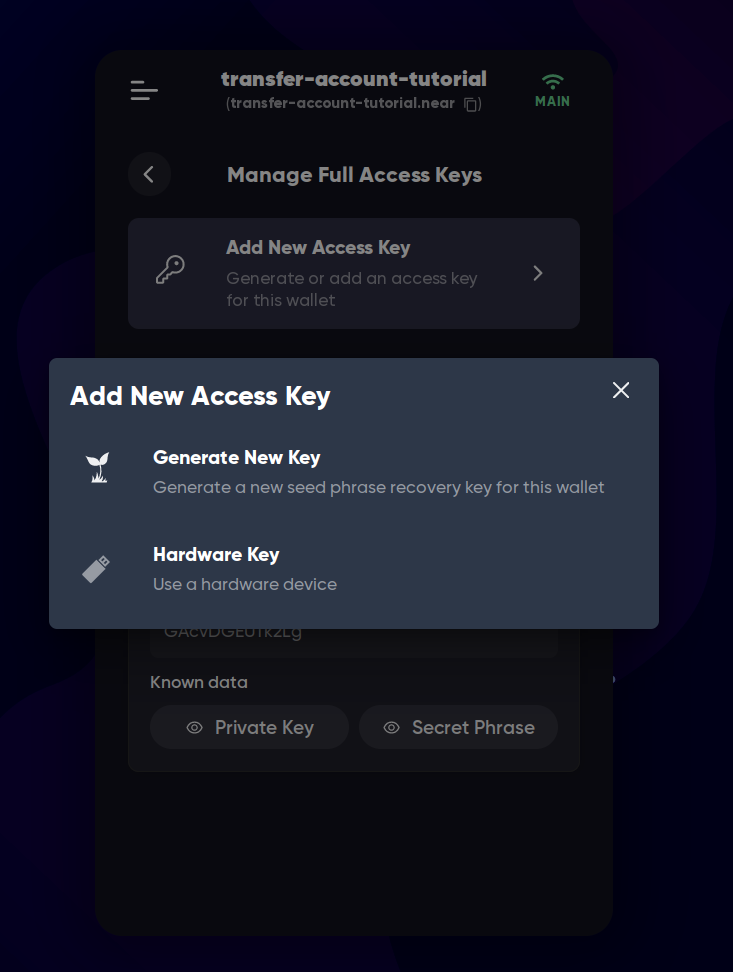 transfer-account-tutorial
(transfer-account-tutorial.near )
MAIN
Manage Full Access Keys
Add New Access Key
Generate or add an access key
for this wallet
Add New Access Key
Generate New Key
Generate a new seed phrase recovery key for this wallet
Hardware Key
Use a hardware device
Known data
Private Key
Secret Phrase